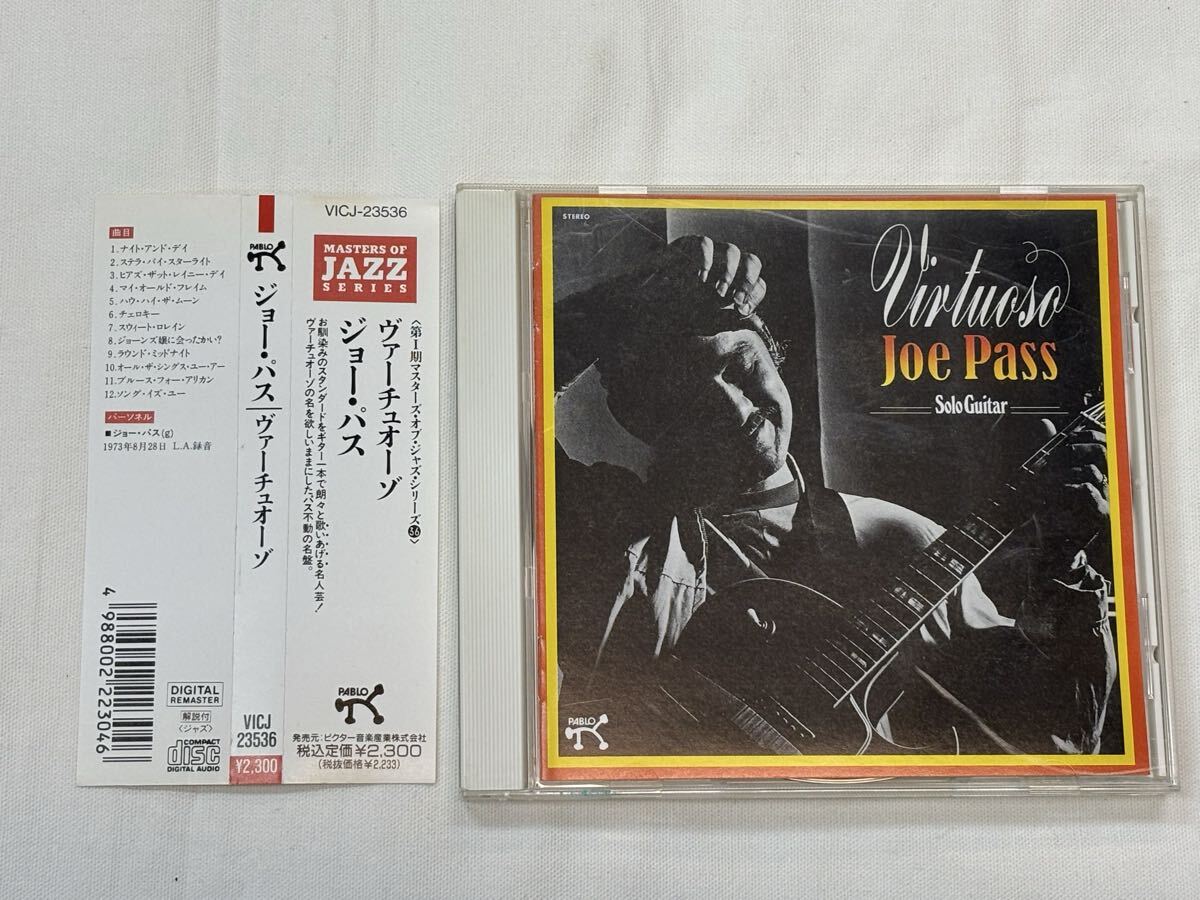 曲目
1.ナイト・アンド・デイ
2.ステラ・バイ・スターライト
3.ヒアズ・ザット・レイニー・デイ
4.マイ・オールド・フレイム
5.ハウ・ハイ・ザ・ムーン
6.チェロキー
7.スウィート・ロレイン
8.ジョーンズ嬢に会ったかい?
9.ラウンド・ミッドナイト
10.オール・ザ・シングス・ユー・アー
11.ブルース・フォー・アリカン
12.ソング・イズ・ユー
パーソネル
■ジョー・パス(g)
1973年8月28日 L.A.録音
4 988002 223046
DIGITAL
REMASTER
解説付
〈ジャズ〉
COMPACT
disc
DIGITAL AUDIO
PABLO
ジョー・パス|ヴァーチュオーゾ
VICJ
23536
¥2,300
VICJ-23536
MASTERS OF
JAZZ
SERIES
〈第I期マスターズ・オブ・ジャズ・シリーズ36〉
ヴァーチュオーゾ
ジョー・パス
お馴染みのスタンダードをギター一本で朗々と歌いあげる名人芸!
ヴァーチュオーゾの名を欲しいままにした、パス不動の名盤。
PABLO
発売元:ビクター音楽産業株式会社
税込定価¥2,300
(税抜価格¥2,233)
STEREO
Virtuoso
Joe Pass
Solo Guitar
PABLO